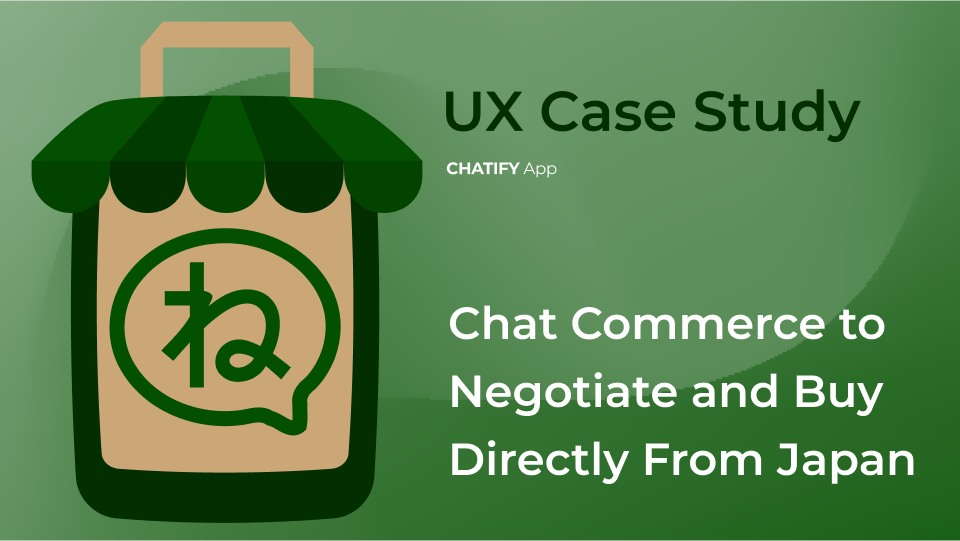 UX Case Study
CHATIFY App
ね
Chat Commerce to
Negotiate and Buy
Directly From Japan